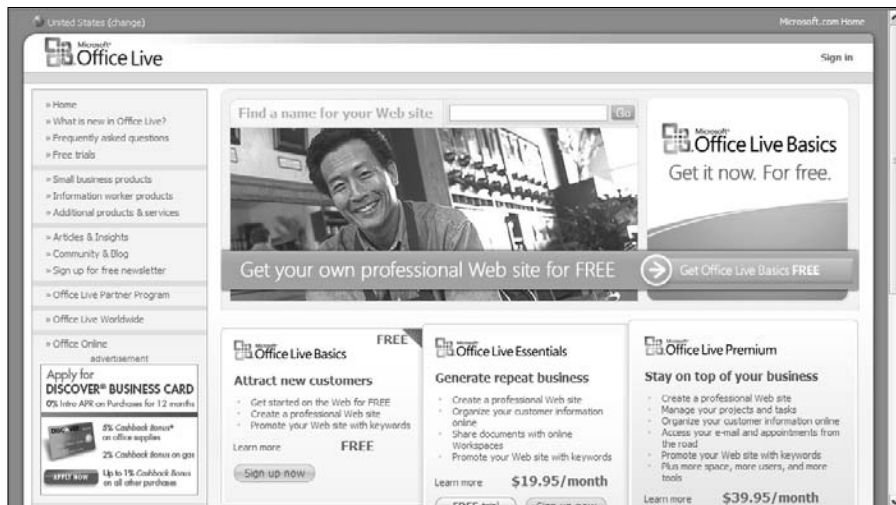 United States (change)
Microsoft.com Home
Microsoft®
Office Live
Sign in
» Home
» What is new in Office Live?
» Frequently asked questions
» Free trials
» Small business products
» Information worker products
» Additional products & services
» Articles & Insights
» Community & Blog
» Sign up for free newsletter
» Office Live Partner Program
» Office Live Worldwide
» Office Online
advertisement
Apply for
DISCOVER® BUSINESS CARD
0% Intro APR on Purchases for 12 months
DISCOVER
5% Cashback Bonus*
on office supplies
2% Cashback Bonus on gas
Up to 1% Cashback Bonus
on all other purchases
APPLY NOW
Find a name for your Web site
Go
Microsoft®
Office Live Basics
Get it now. For free.
Get your own professional Web site for FREE
Get Office Live Basics FREE
FREE
Microsoft®
Office Live Basics
Attract new customers
• Get started on the Web for FREE
• Create a professional Web site
• Promote your Web site with keywords
Learn more FREE
Sign up now
Microsoft®
Office Live Essentials
Generate repeat business
• Create a professional Web site
• Organize your customer information
online
• Share documents with online
Workspaces
• Promote your Web site with keywords
Learn more $19.95/month
FREE trial Sign up now
Microsoft®
Office Live Premium
Stay on top of your business
• Create a professional Web site
• Manage your projects and tasks
• Organize your customer information online
• Access your e-mail and appointments from
the road
• Promote your Web site with keywords
• Plus more space, more users, and more
tools
Learn more $39.95/month